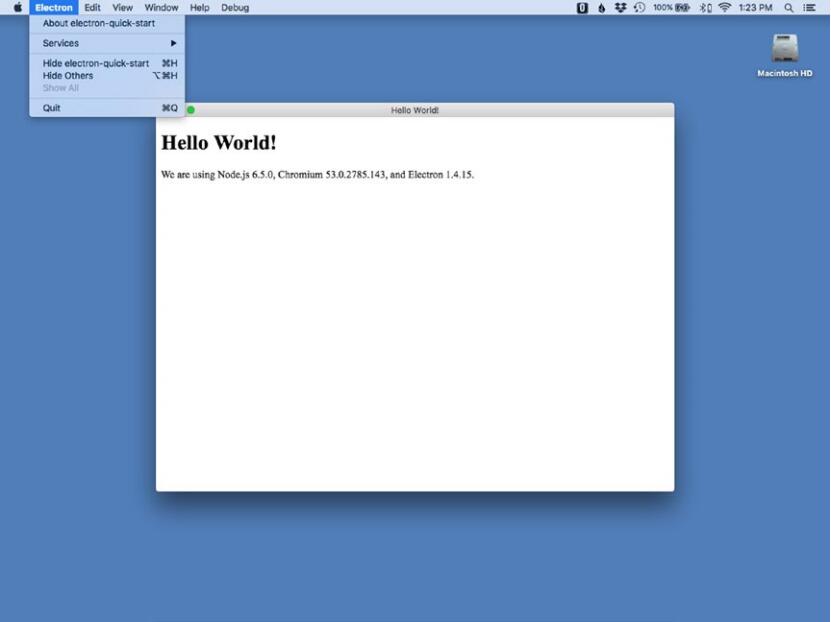 Electron Edit View Window Help Debug 100% 1:23 PM
About electron-quick-start
Services
Hide electron-quick-start ⌘H
Hide Others ⌥⌘H
Show All
Quit ⌘Q
Macintosh HD
Hello World!
Hello World!
We are using Node.js 6.5.0, Chromium 53.0.2785.143, and Electron 1.4.15.